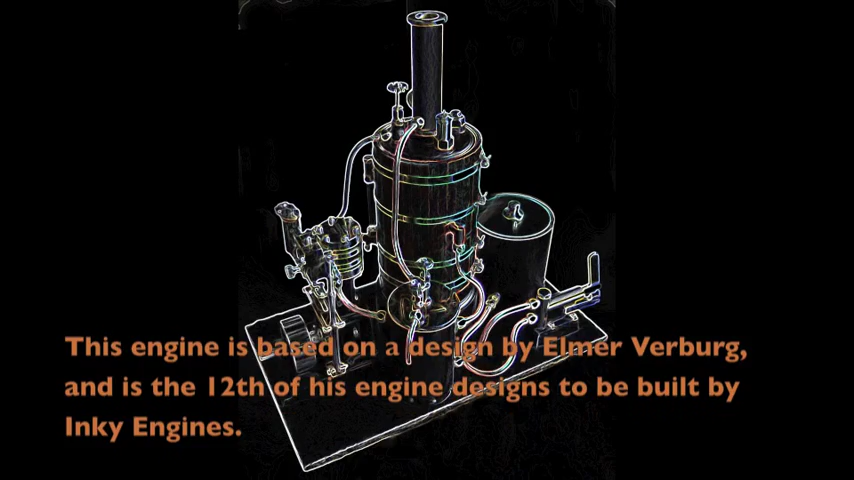 This engine is based on a design by Elmer Verburg,
and is the 12th of his engine designs to be built by
Inky Engines.